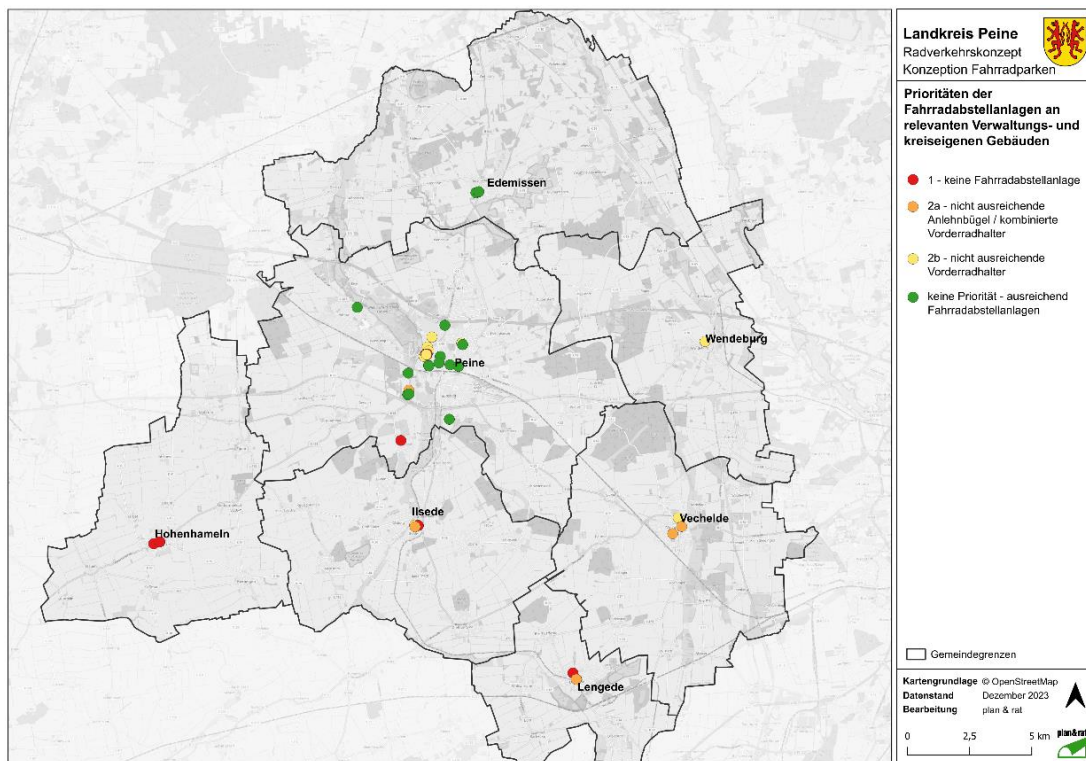 Landkreis Peine
Radverkehrskonzept
Konzeption Fahrradparken
Prioritäten der
Fahrradabstellanlagen an
relevanten Verwaltungs- und
kreiseigenen Gebäuden
1 - keine Fahrradabstellanlage
2a - nicht ausreichende
Anlehnbügel / kombinierte
Vorderradhalter
2b - nicht ausreichende
Vorderradhalter
keine Priorität - ausreichend
Fahrradabstellanlagen
Edemissen
Wendeburg
Peine
Ilsede
Vechelde
Hohenhameln
Lengede
Gemeindegrenzen
Kartengrundlage © OpenStreetMap
Datenstand Dezember 2023
Bearbeitung plan & rat
0 2,5 5 km
plan & rat